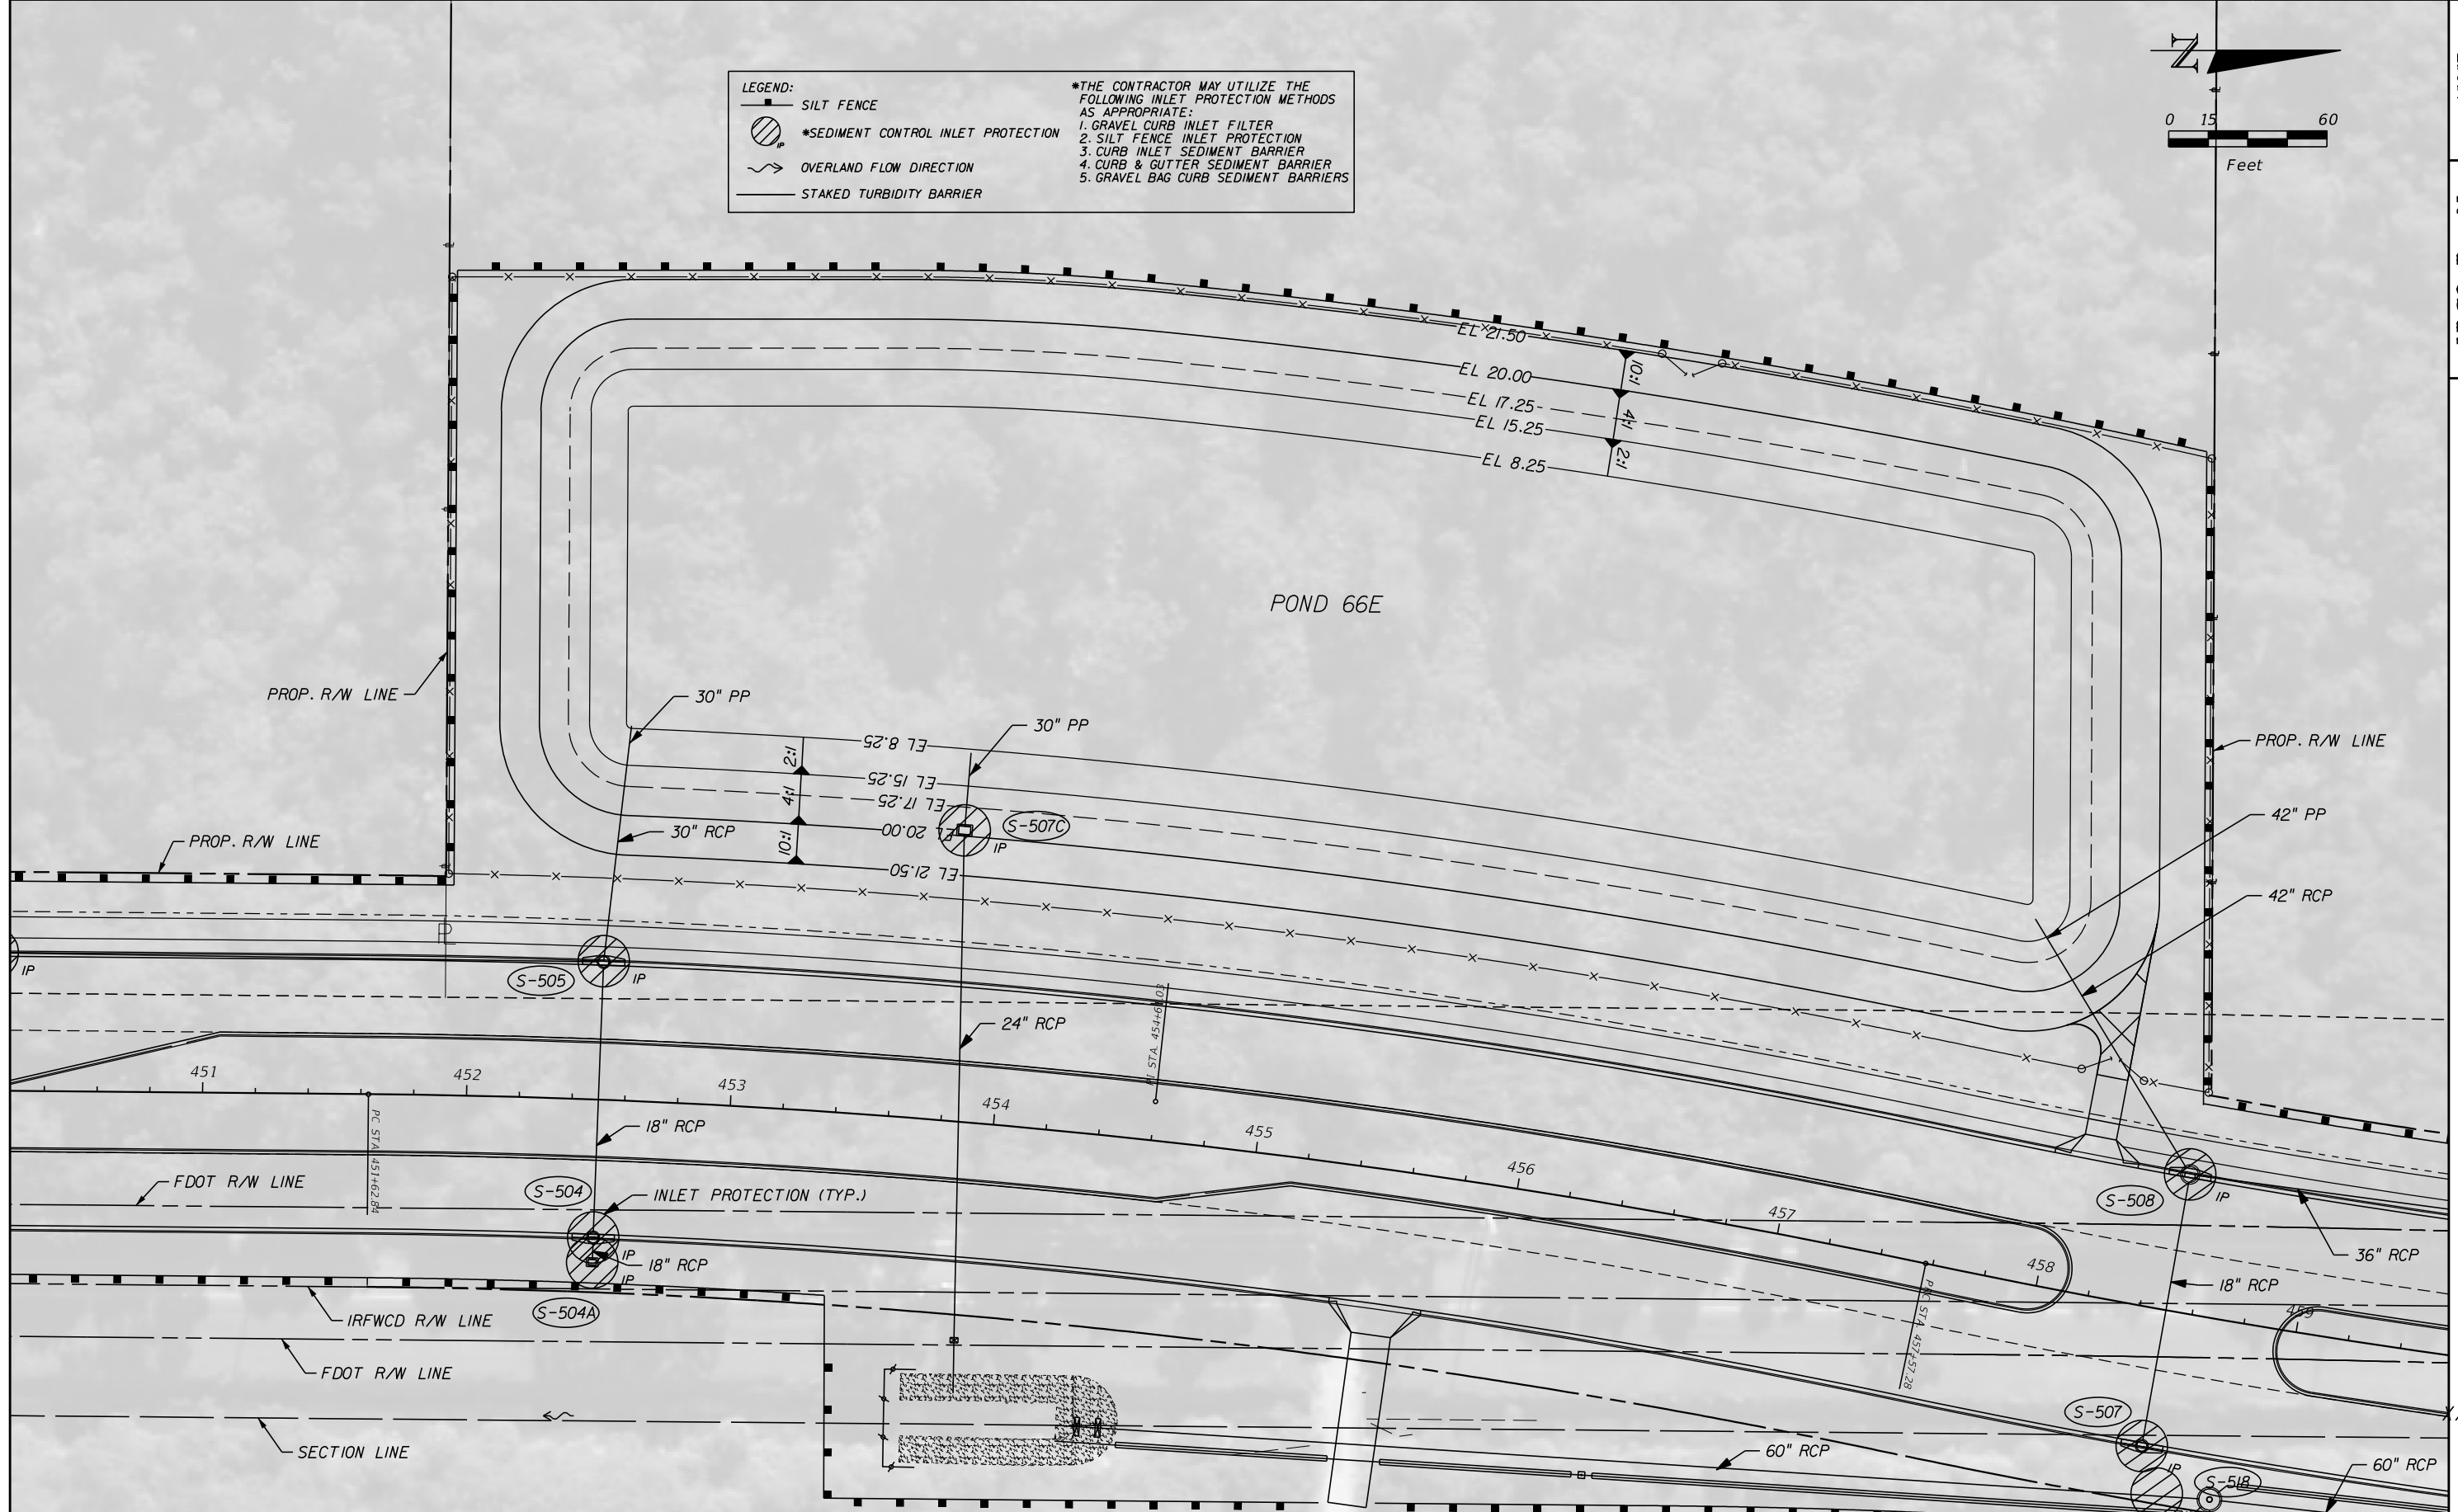 N
0 15 60
Feet
LEGEND:
SILT FENCE
*SEDIMENT CONTROL INLET PROTECTION
IP
OVERLAND FLOW DIRECTION
STAKED TURBIDITY BARRIER
*THE CONTRACTOR MAY UTILIZE THE
FOLLOWING INLET PROTECTION METHODS
AS APPROPRIATE:
1. GRAVEL CURB INLET FILTER
2. SILT FENCE INLET PROTECTION
3. CURB INLET SEDIMENT BARRIER
4. CURB & GUTTER SEDIMENT BARRIER
5. GRAVEL BAG CURB SEDIMENT BARRIERS
EL 21.50
EL 20.00
EL 17.25
EL 15.25
EL 8.25
10:1
4:1
2:1
POND 66E
PROP. R/W LINE
30" PP
30" PP
PROP. R/W LINE
EL 8.25
EL 15.25
EL 17.25
EL 20.00
EL 21.50
2:1
4:1
10:1
30" RCP
S-507C
IP
42" PP
PROP. R/W LINE
42" RCP
IP
S-505
IP
24" RCP
451
452
453
454
455
456
457
458
459
PC STA. 451+62.84
18" RCP
FDOT R/W LINE
S-504
INLET PROTECTION (TYP.)
S-508
IP
IP
18" RCP
IP
36" RCP
18" RCP
S-504A
IRFWCD R/W LINE
FDOT R/W LINE
457+57.28
SECTION LINE
S-507
IP
60" RCP
60" RCP
S-518